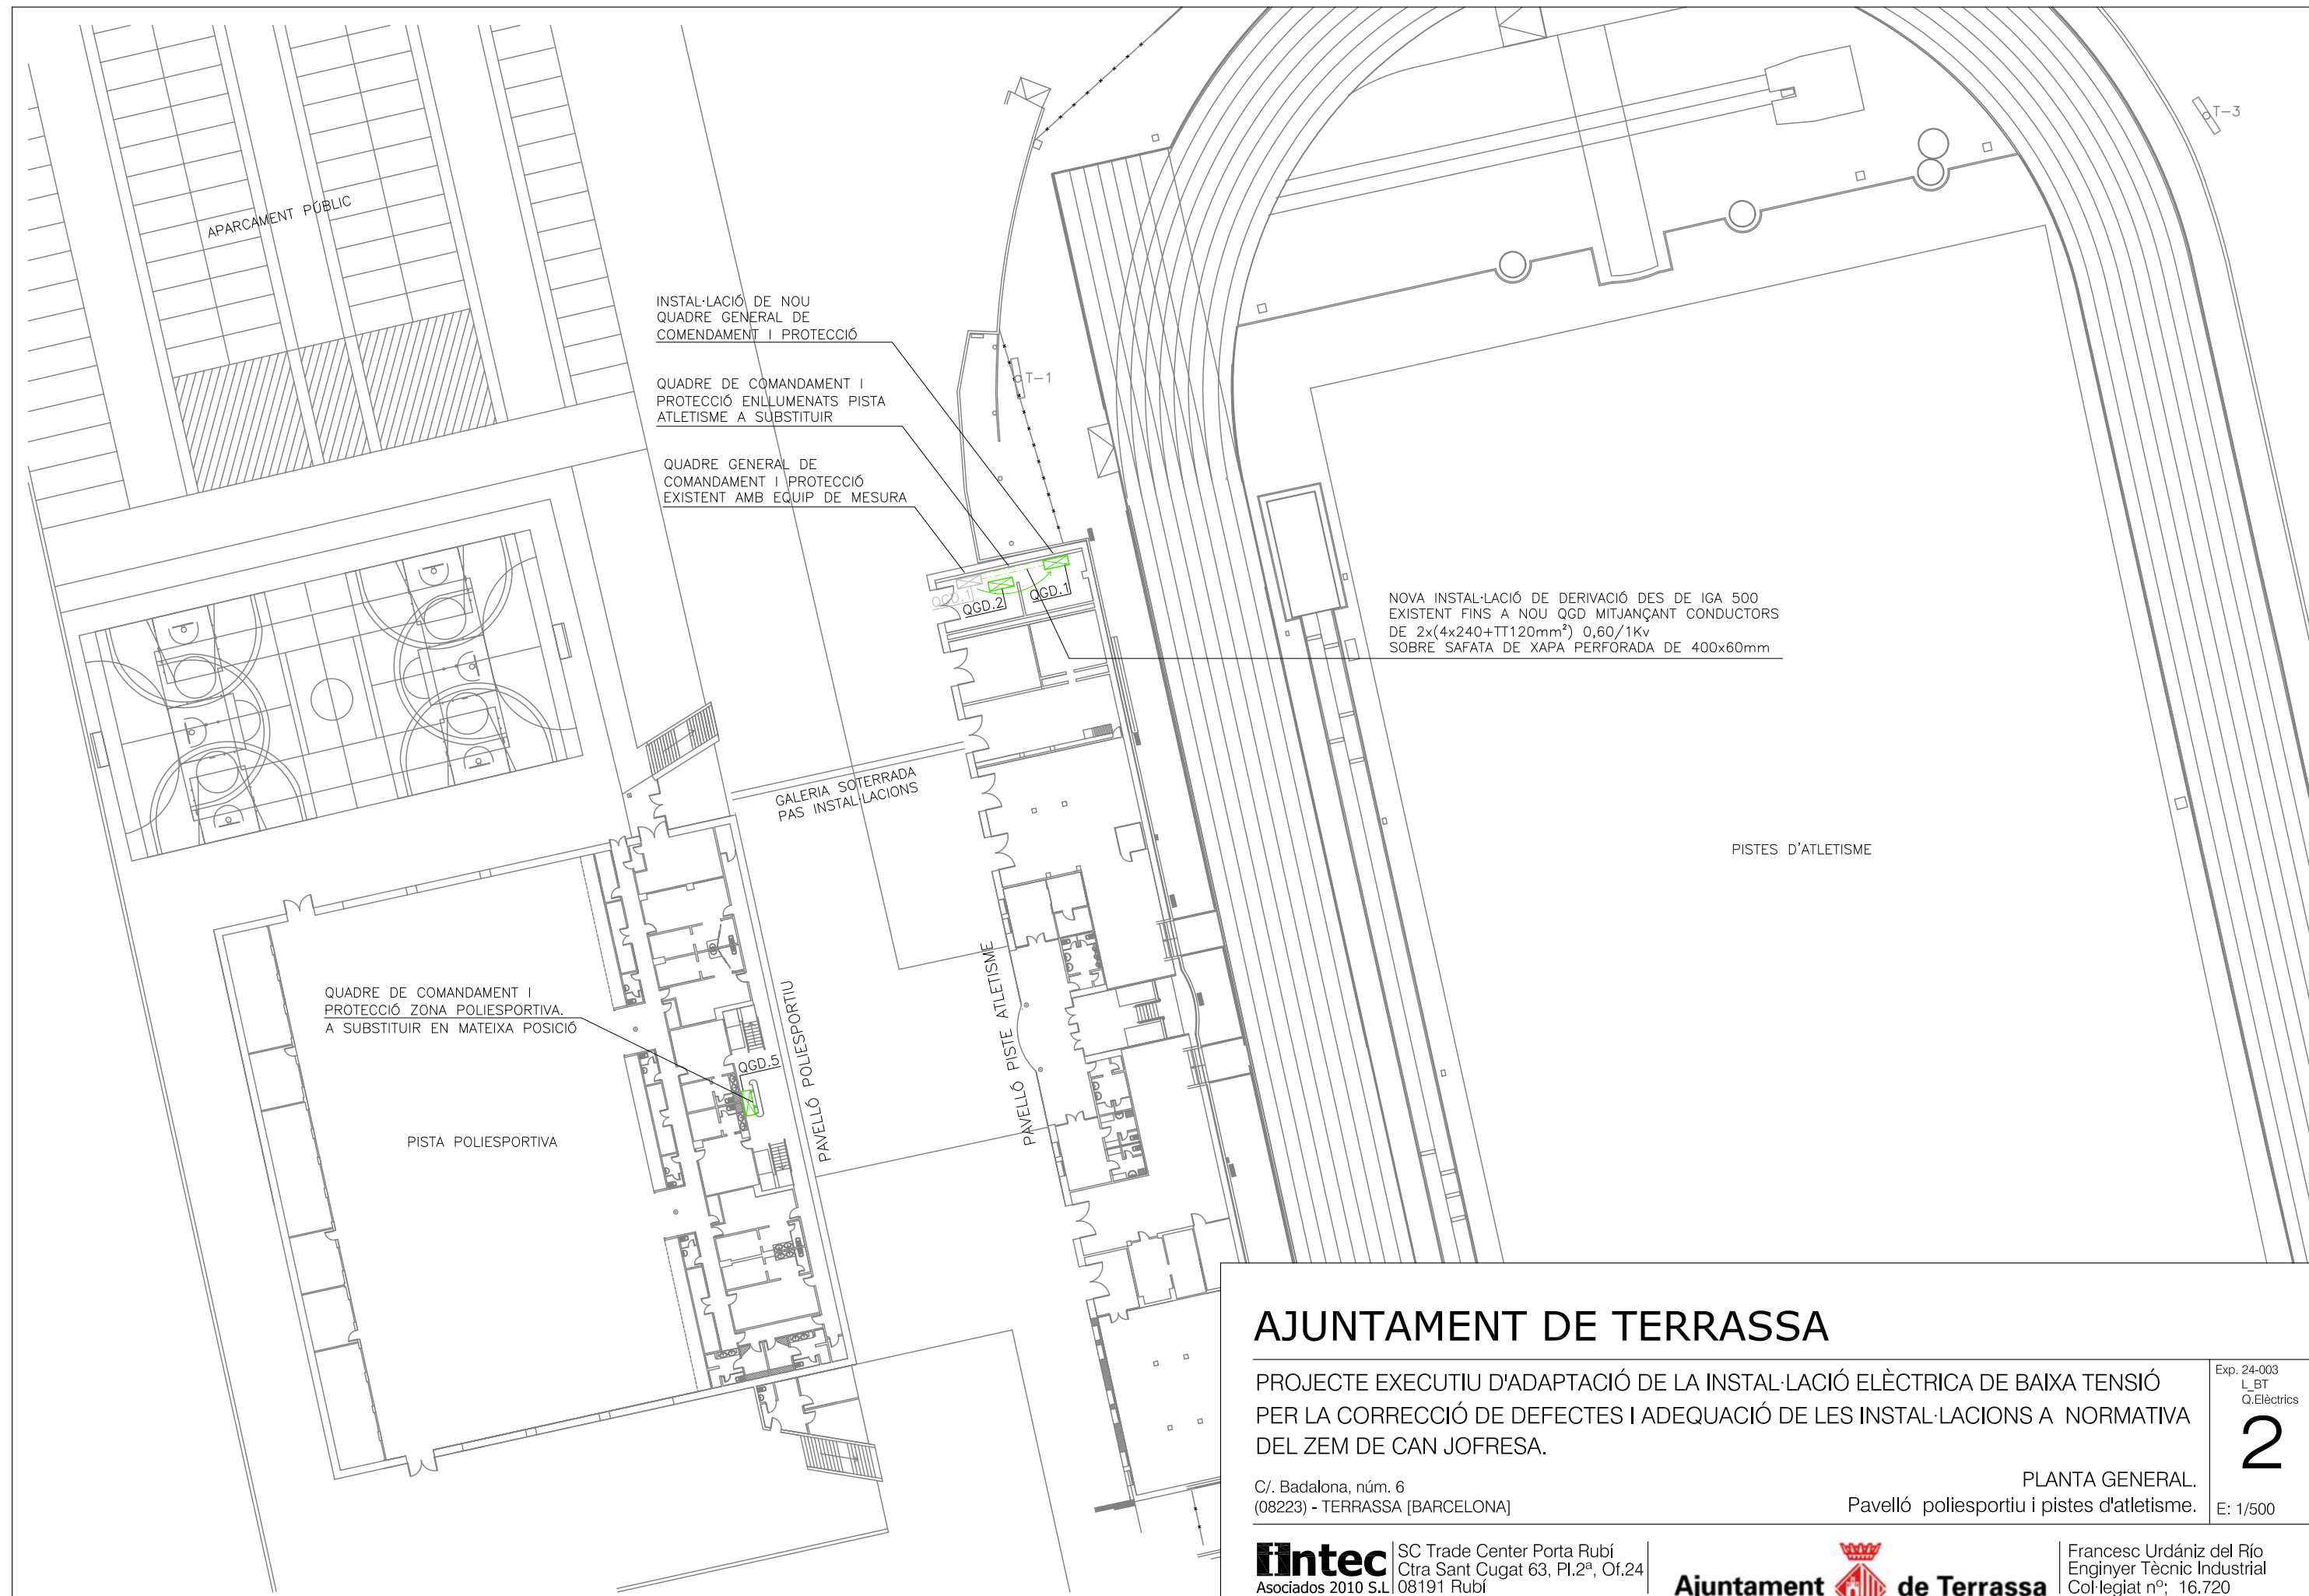 APARCAMENT PÚBLIC
INSTAL·LACIÓ DE NOU
QUADRE GENERAL DE
COMENDAMENT I PROTECCIÓ
QUADRE DE COMANDAMENT I
PROTECCIÓ ENLLUMENATS PISTA
ATLETISME A SUBSTITUIR
QUADRE GENERAL DE
COMANDAMENT I PROTECCIÓ
EXISTENT AMB EQUIP DE MESURA
T-1
T-3
QGD.1
QGD.2
QGD.1
NOVA INSTAL·LACIÓ DE DERIVACIÓ DES DE IGA 500
EXISTENT FINS A NOU QGD MITJANÇANT CONDUCTORS
DE 2x(4x240+TT120mm²) 0,60/1Kv
SOBRE SAFATA DE XAPA PERFORADA DE 400x60mm
GALERIA SOTERRADA
PAS INSTAL·LACIONS
PISTES D'ATLETISME
QUADRE DE COMANDAMENT I
PROTECCIÓ ZONA POLIESPORTIVA.
A SUBSTITUIR EN MATEIXA POSICIÓ
QGD.5
PAVELLÓ POLIESPORTIU
PAVELLÓ PISTE ATLETISME
PISTA POLIESPORTIVA
AJUNTAMENT DE TERRASSA
PROJECTE EXECUTIU D'ADAPTACIÓ DE LA INSTAL·LACIÓ ELÈCTRICA DE BAIXA TENSIÓ
PER LA CORRECCIÓ DE DEFECTES I ADEQUACIÓ DE LES INSTAL·LACIONS A NORMATIVA
DEL ZEM DE CAN JOFRESA.
Exp. 24-003
L_BT
Q.Elèctrics
2
E: 1/500
C/. Badalona, núm. 6
(08223) - TERRASSA [BARCELONA]
PLANTA GENERAL.
Pavelló poliesportiu i pistes d'atletisme.
intec
Asociados 2010 S.L
SC Trade Center Porta Rubí
Ctra Sant Cugat 63, Pl.2ª, Of.24
08191 Rubí
Ajuntament de Terrassa
Francesc Urdániz del Río
Enginyer Tècnic Industrial
Col·legiat nº; 16.720